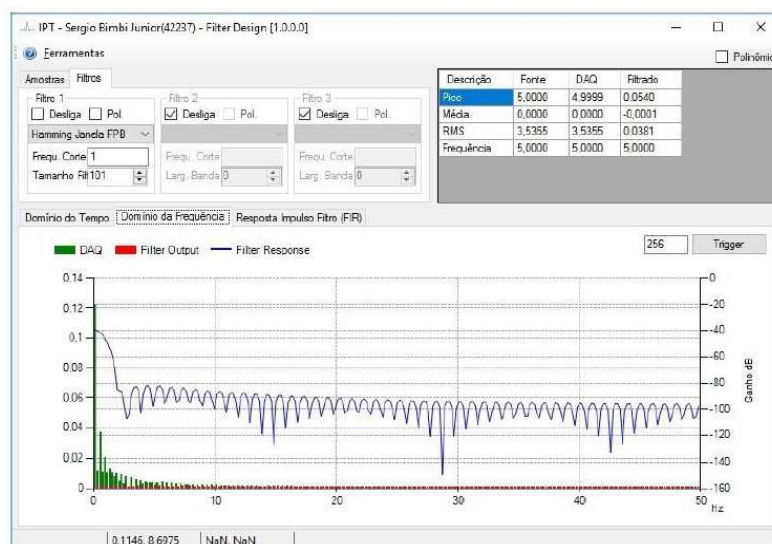 IPT - Sergio Bimbi Junior(42237) - Filter Design [1.0.0.0]
Ferramentas
Polinômio
Amostras Filtros
Filtro 1
Desliga Pol.
Hamming Janela FPB
Frequ. Corte 1
Tamanho Filt 101
Filtro 2
Desliga Pol.
Frequ. Corte
Larg. Banda 0
Filtro 3
Desliga Pol.
Frequ. Corte
Larg. Banda 0
Descrição Fonte DAQ Filtrado
Pico 5,0000 4,9999 0,0540
Média 0,0000 0,0000 -0,0001
RMS 3,5355 3,5355 0,0381
Frequência 5,0000 5,0000 5,0000
Domínio do Tempo Domínio da Frequência Resposta Impulso Filtro (FIR)
DAQ Filter Output Filter Response
256 Trigger
0.14
0.12
0.1
0.08
0.06
0.04
0.02
0
0
-20
-40
-60
-80
-100
-120
-140
-160
Ganho dB
0 10 20 30 40 50
Hz
0.1146, 8.6975 NaN, NaN